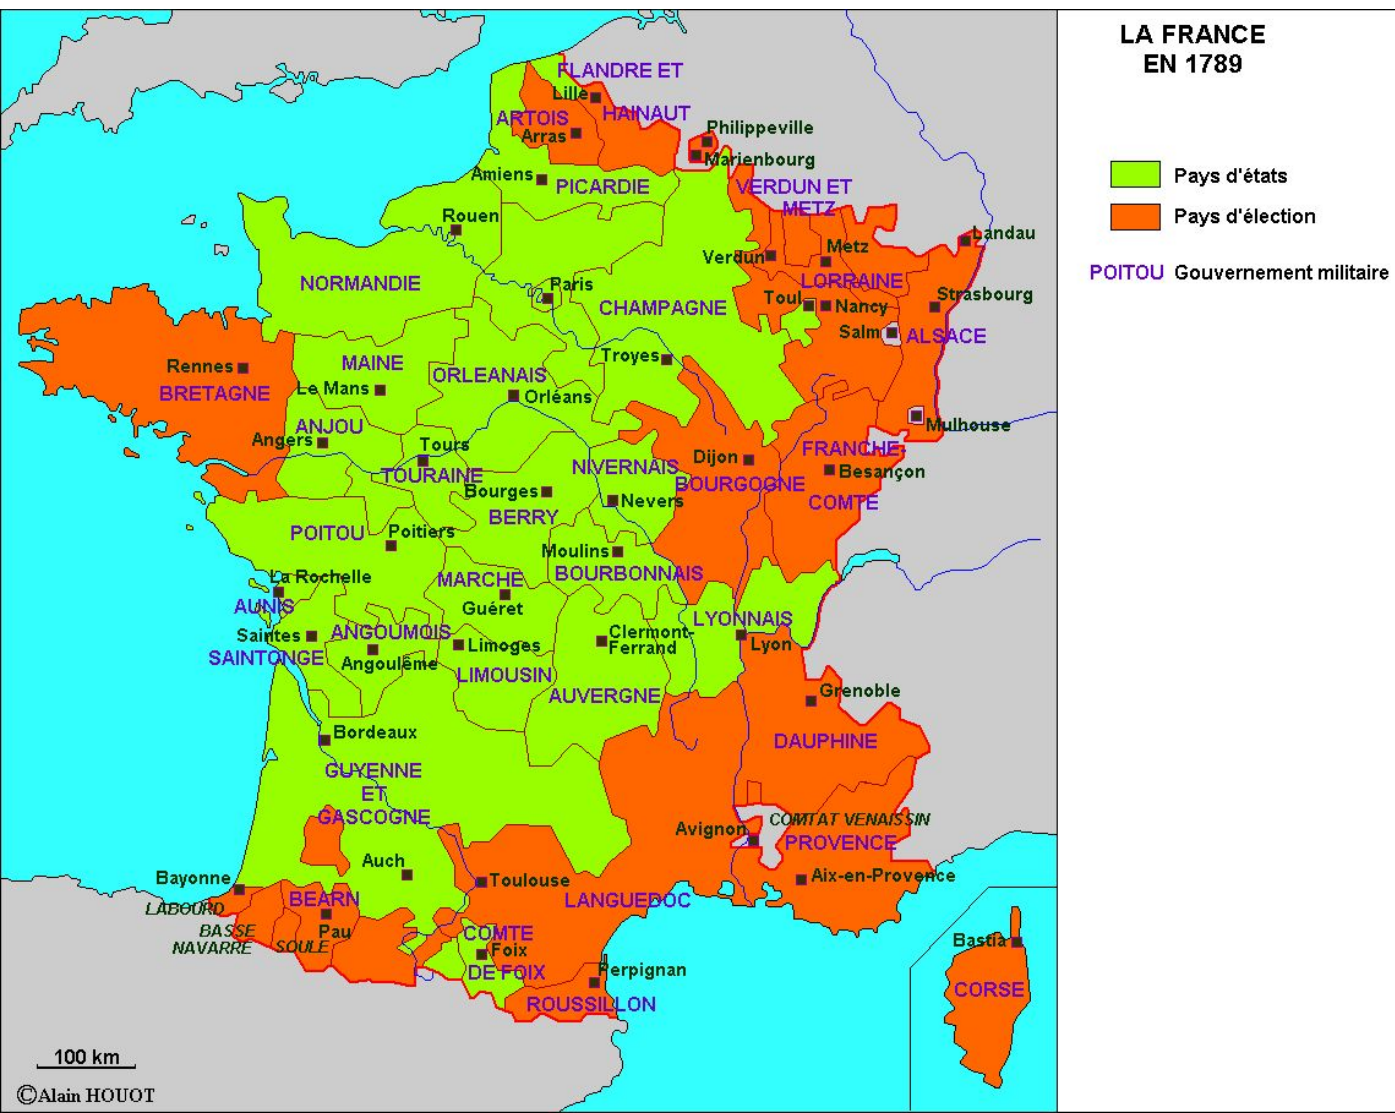 LA FRANCE
EN 1789
Pays d'états
Pays d'élection
POITOU Gouvernement militaire
FLANDRE ET
Lille
HAINAUT
ARTOIS
Arras
Philippeville
Marienbourg
Amiens
PICARDIE
VERDUN ET
METZ
Rouen
Landau
Verdun
Metz
NORMANDIE
LORRAINE
Paris
CHAMPAGNE
Toul
Nancy
Strasbourg
Salm
ALSACE
Troyes
Rennes
BRETAGNE
MAINE
Le Mans
ORLEANAIS
Orléans
ANJOU
Angers
Mulhouse
Tours
TOURAINE
NIVERNAIS
Dijon
BOURGOGNE
FRANCHE-
Besançon
COMTE
Bourges
BERRY
Nevers
POITOU
Poitiers
Moulins
BOURBONNAIS
La Rochelle
AUNIS
MARCHE
Guéret
LYONNAIS
Lyon
Saintes
SAINTONGE
ANGOUMOIS
Angoulême
Limoges
LIMOUSIN
Clermont-
Ferrand
AUVERGNE
Grenoble
DAUPHINE
Bordeaux
GUYENNE
ET
GASCOGNE
COMTAT VENAISSIN
Avignon
PROVENCE
Auch
Aix-en-Provence
Bayonne
LABOURD
BEARN
Toulouse
LANGUEDOC
BASSE
NAVARRE
SOULE
Pau
COMTE
Foix
DE FOIX
Perpignan
ROUSSILLON
Bastia
CORSE
100 km
©Alain HOUOT